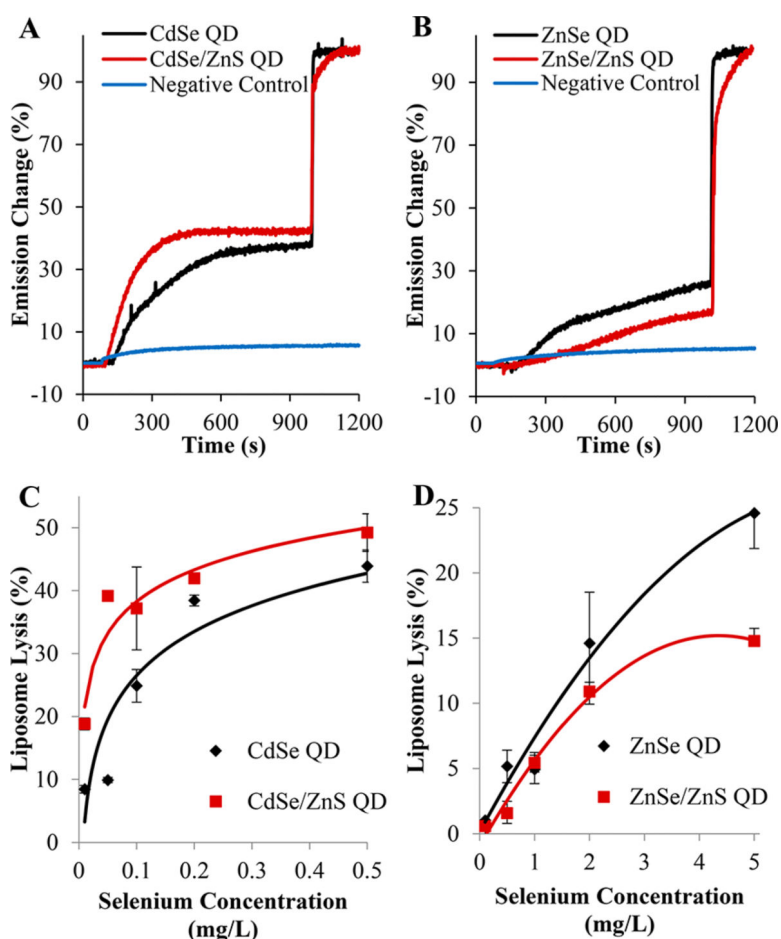 A
CdSe QD
CdSe/ZnS QD
Negative Control
Emission Change (%)
90
70
50
30
10
-10
0 300 600 900 1200
Time (s)
B
ZnSe QD
ZnSe/ZnS QD
Negative Control
Emission Change (%)
90
70
50
30
10
-10
0 300 600 900 1200
Time (s)
C
Liposome Lysis (%)
50
40
30
20
10
0
CdSe QD
CdSe/ZnS QD
0 0.1 0.2 0.3 0.4 0.5
Selenium Concentration
(mg/L)
D
Liposome Lysis (%)
25
20
15
10
5
0
ZnSe QD
ZnSe/ZnS QD
0 1 2 3 4 5
Selenium Concentration
(mg/L)